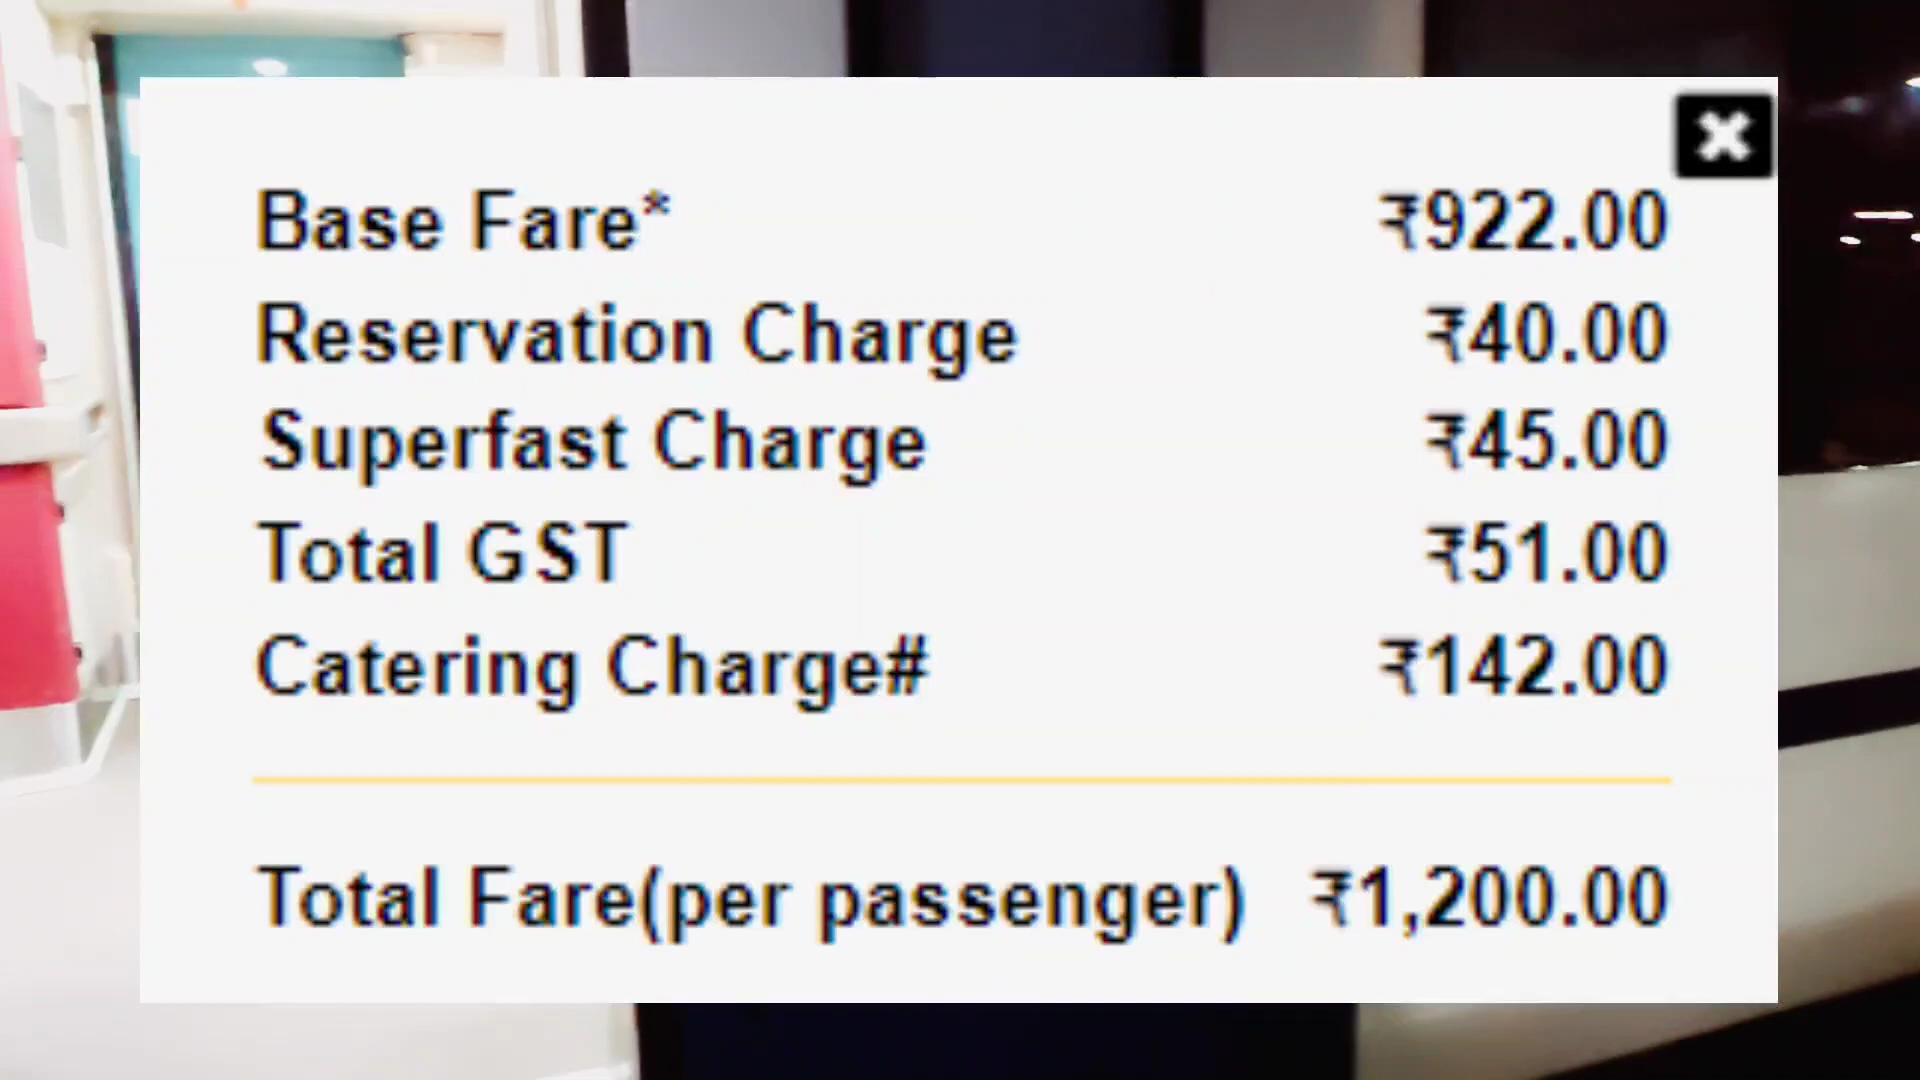 Base Fare* ₹922.00
Reservation Charge ₹40.00
Superfast Charge ₹45.00
Total GST ₹51.00
Catering Charge# ₹142.00
Total Fare(per passenger) ₹1,200.00